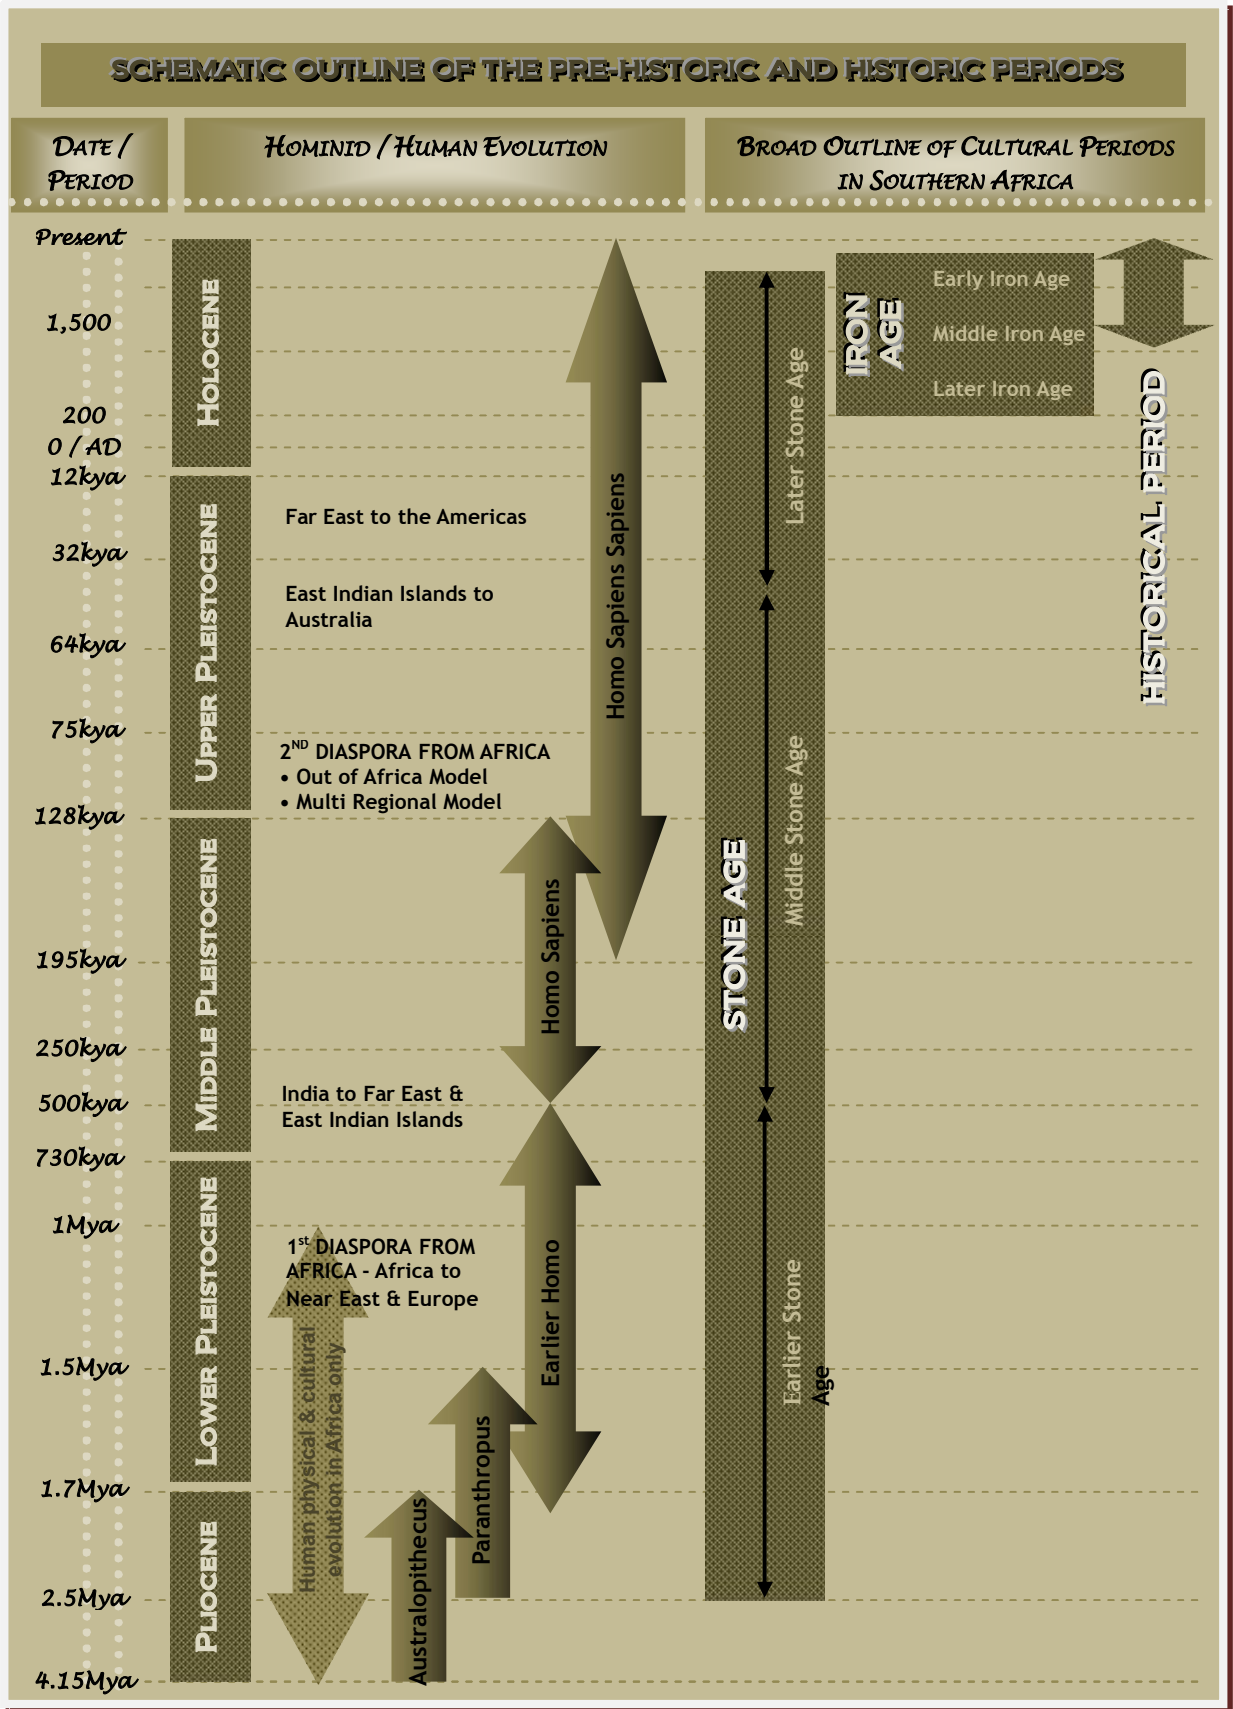 SCHEMATIC OUTLINE OF THE PRE-HISTORIC AND HISTORIC PERIODS
DATE /
PERIOD
HOMINID / HUMAN EVOLUTION
BROAD OUTLINE OF CULTURAL PERIODS
IN SOUTHERN AFRICA
Present
1,500
200
0 / AD
12kya
32kya
64kya
75kya
128kya
195kya
250kya
500kya
730kya
1Mya
1.5Mya
1.7Mya
2.5Mya
4.15Mya
HOLOCENE
UPPER PLEISTOCENE
MIDDLE PLEISTOCENE
LOWER PLEISTOCENE
PLIOCENE
Far East to the Americas
East Indian Islands to
Australia
2ND DIASPORA FROM AFRICA
• Out of Africa Model
• Multi Regional Model
India to Far East &
East Indian Islands
1st DIASPORA FROM
AFRICA - Africa to
Near East & Europe
Human physical & cultural
evolution in Africa only
Australopithecus
Paranthropus
Earlier Homo
Homo Sapiens
Homo Sapiens Sapiens
STONE AGE
Later Stone Age
Middle Stone Age
Earlier Stone
Age
IRON
AGE
Early Iron Age
Middle Iron Age
Later Iron Age
HISTORICAL PERIOD